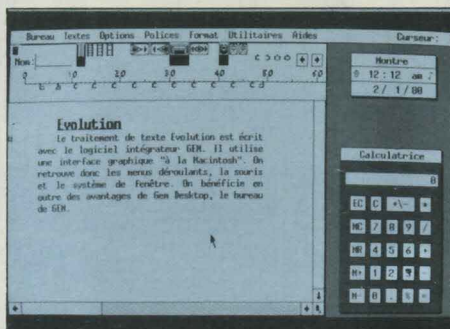 Bureau Textes Options Polices Format Utilitaires Aides
Curseur:
Nom:
0 10 20 30 40 50 60
Evolution
Le traitement de texte Evolution est écrit
avec le logiciel intégrateur GEM. Il utilise
une interface graphique "à la Macintosh". On
retrouve donc les menus déroulants, la souris
et le système de fenêtre. On bénéficie en
outre des avantages de Gem Desktop, le bureau
de GEM.
Montre
12:12 am
2/ 1/80
Calculatrice
0
EC C +\-
MC 7 8 9 /
MR 4 5 6
M+ 1 2 3 -
M- 0 . % =